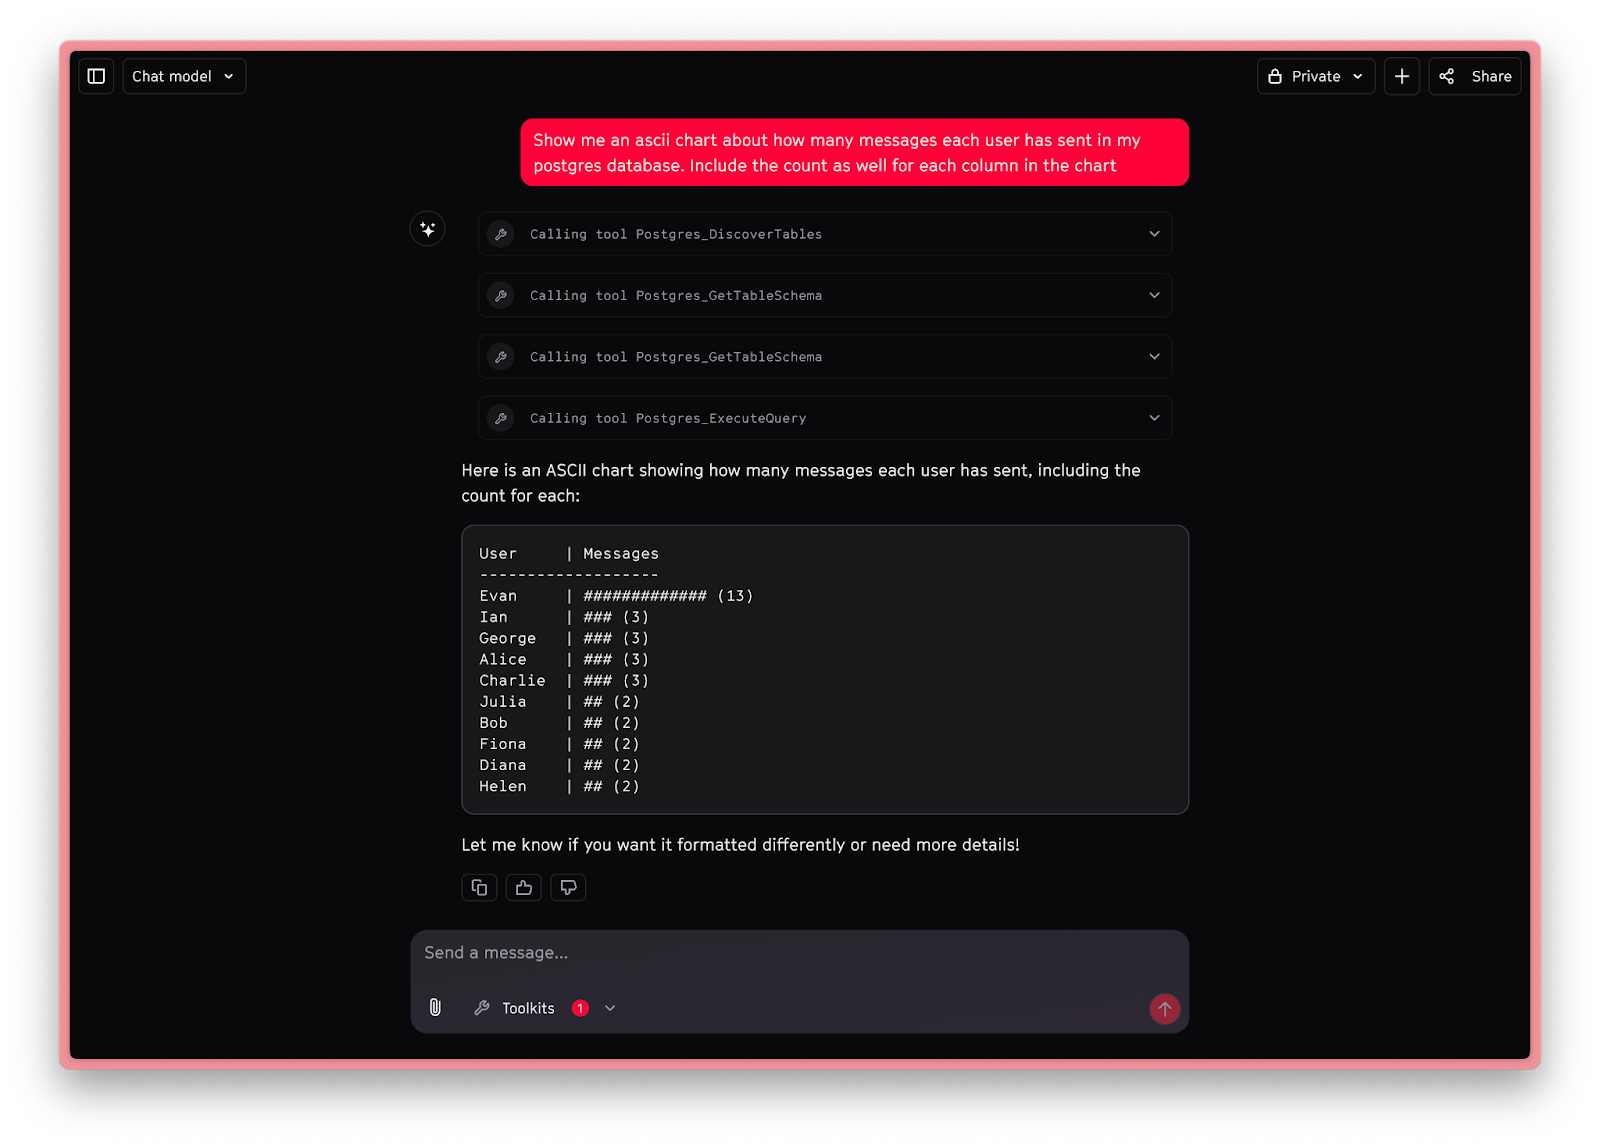 Chat model
Private
Share
Show me an ascii chart about how many messages each user has sent in my
postgres database. Include the count as well for each column in the chart
Calling tool Postgres_DiscoverTables
Calling tool Postgres_GetTableSchema
Calling tool Postgres_GetTableSchema
Calling tool Postgres_ExecuteQuery
Here is an ASCII chart showing how many messages each user has sent, including the
count for each:
User     | Messages
-------------------
Evan     | ############# (13)
Ian      | ### (3)
George   | ### (3)
Alice    | ### (3)
Charlie  | ### (3)
Julia    | ## (2)
Bob      | ## (2)
Fiona    | ## (2)
Diana    | ## (2)
Helen    | ## (2)
Let me know if you want it formatted differently or need more details!
Send a message...
Toolkits 1